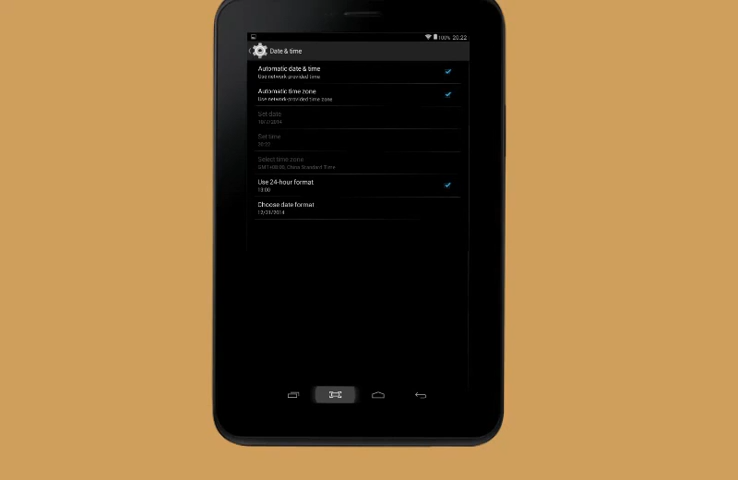 100% 20:22
Date & time
Automatic date & time
Use network-provided time
Automatic time zone
Use network-provided time zone
Set date
Set time
Select time zone
GMT+08:00, China Standard Time
Use 24-hour format
13:00
Choose date format
12/31/2014